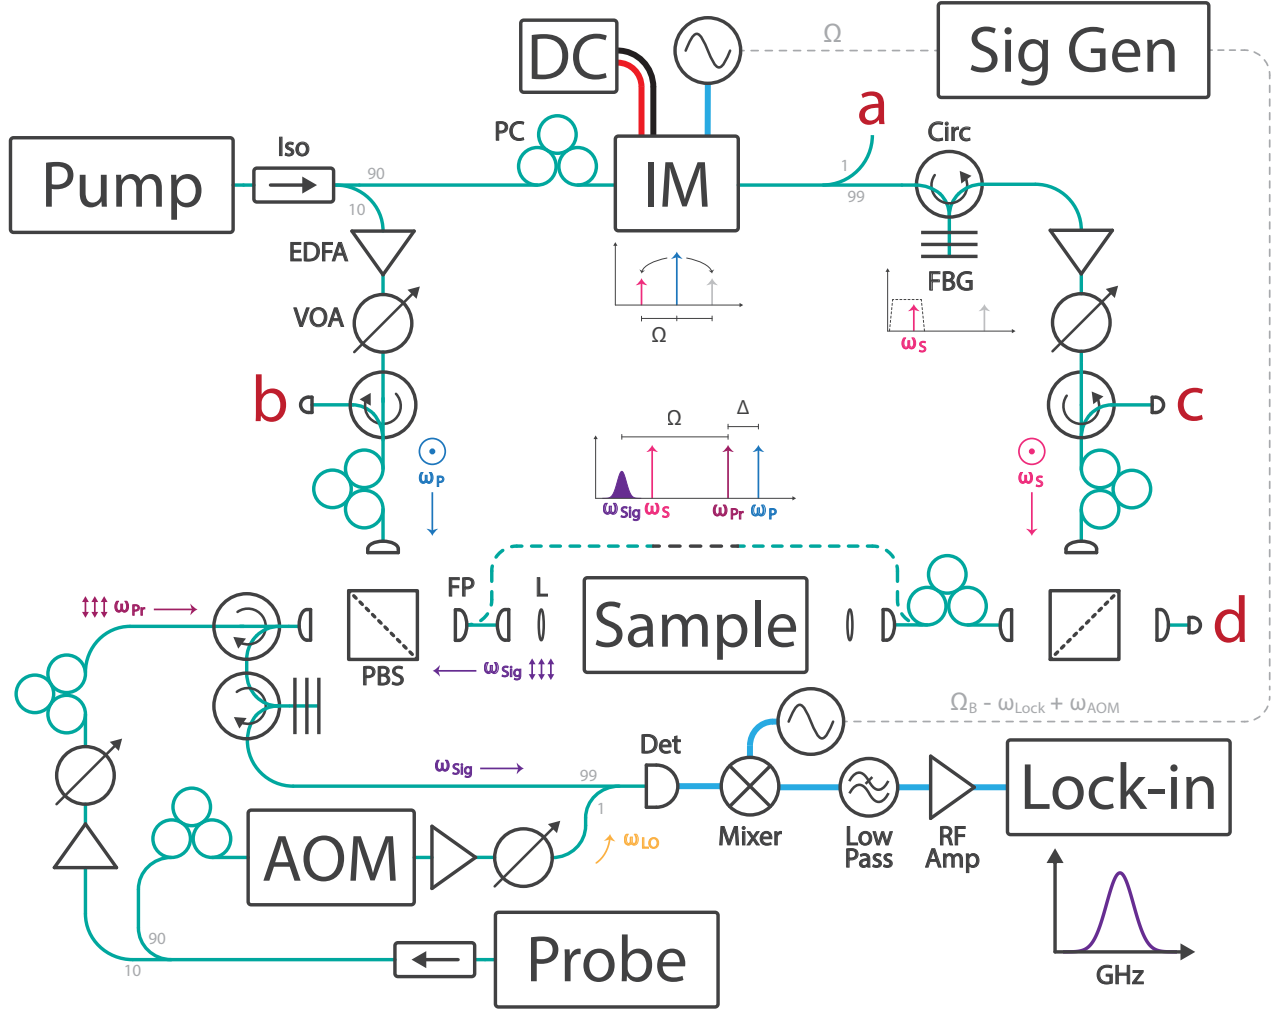 DC
Ω
Sig Gen
a
PC
Circ
Iso
Pump
90
IM
1
99
10
EDFA
FBG
VOA
Ω
ωS
b
c
Ω
Δ
ωP
ωS
ωSig ωS ωPr ωP
FP
L
ωPr
Sample
d
PBS
ωSig
ΩB - ωLock + ωAOM
Det
ωSig
99
1
Lock-in
Mixer
Low
Pass
RF
Amp
ωLO
AOM
90
10
Probe
GHz